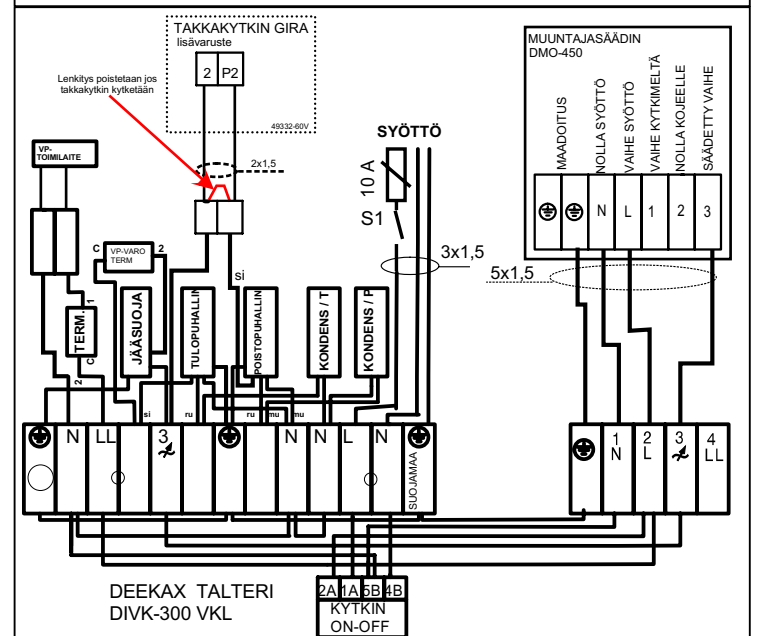 TAKKAKYTKIN GIRA
lisävaruste
2 P2
49332-60V
Lenkitys poistetaan jos
takkakytkin kytketään
2x1,5
VP-
TOIMILAITE
SYÖTTÖ
10 A
S1
3x1,5
si
MUUNTAJASÄÄDIN
DMO-450
MAADOITUS
NOLLA SYÖTTÖ
VAIHE SYÖTTÖ
VAIHE KYTKIMELTÄ
NOLLA KOJEELLE
SÄÄDETTY VAIHE
N L 1 2 3
5x1,5
C
VP-VARO
TERM
2
1
TERM.
C
2
JÄÄSUOJA
TULOPUHALLIN
POISTOPUHALLIN
KONDENS / T
KONDENS / P
si ru ru mu mu
N LL 3 N N L N
SUOJAMAA
1 2 3 4
N L LL
DEEKAX TALTERI
DIVK-300 VKL
2A 1A 5B 4B
KYTKIN
ON-OFF